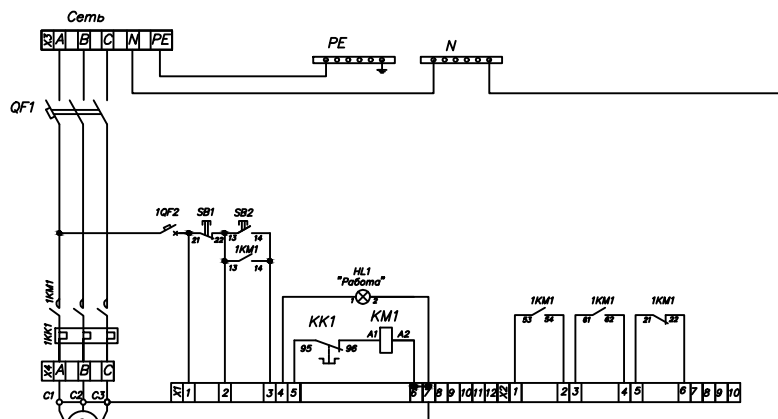 Сеть
X3 A B C N PE
PE
N
QF1
1QF2
SB1
SB2
21 22 13 14
1KM1
13 14
HL1
"Работа"
1 2
KK1
KM1
95 96 A1 A2
1KM1
53 54
1KM1
61 62
1KM1
21 22
1KM1
1KK1
X4 A B C
C1 C2 C3
X1 1 2 3 4 5 6 7 8 9 10 11 12 X2 1 2 3 4 5 6 7 8 9 10